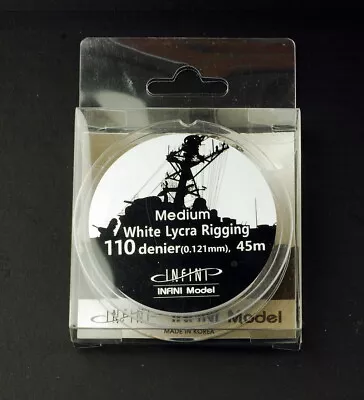 Medium
White Lycra Rigging
110 denier(0.121mm), 45m
INFINI
INFINI Model
INFINI Model
MADE IN KOREA